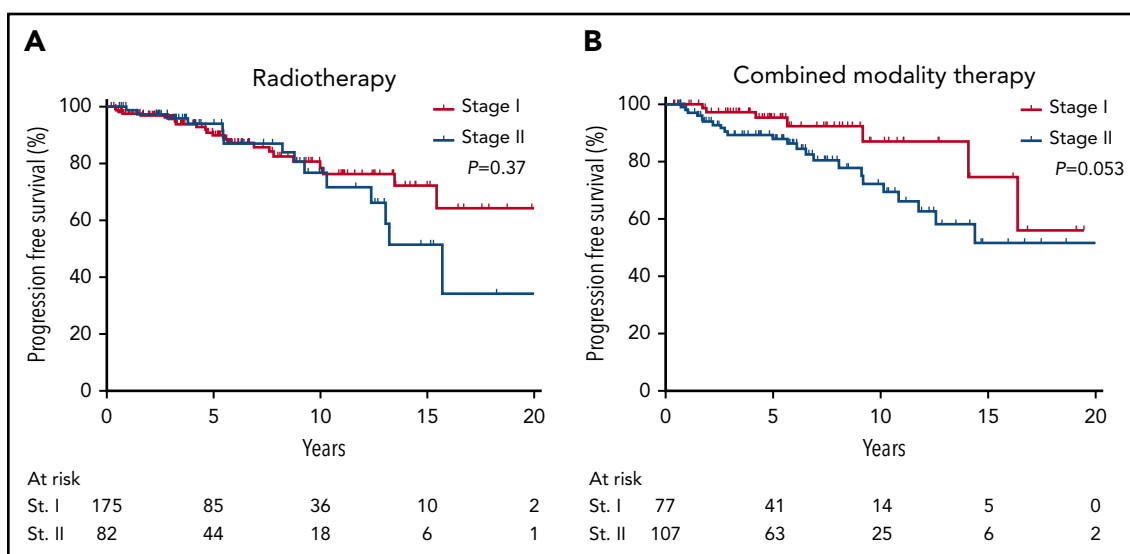 A
Radiotherapy
Progression free survival (%)
100
80
60
40
20
0
Stage I
Stage II
P=0.37
0 5 10 15 20
Years
At risk
St. I 175 85 36 10 2
St. II 82 44 18 6 1
B
Combined modality therapy
Progression free survival (%)
100
80
60
40
20
0
Stage I
Stage II
P=0.053
0 5 10 15 20
Years
At risk
St. I 77 41 14 5 0
St. II 107 63 25 6 2